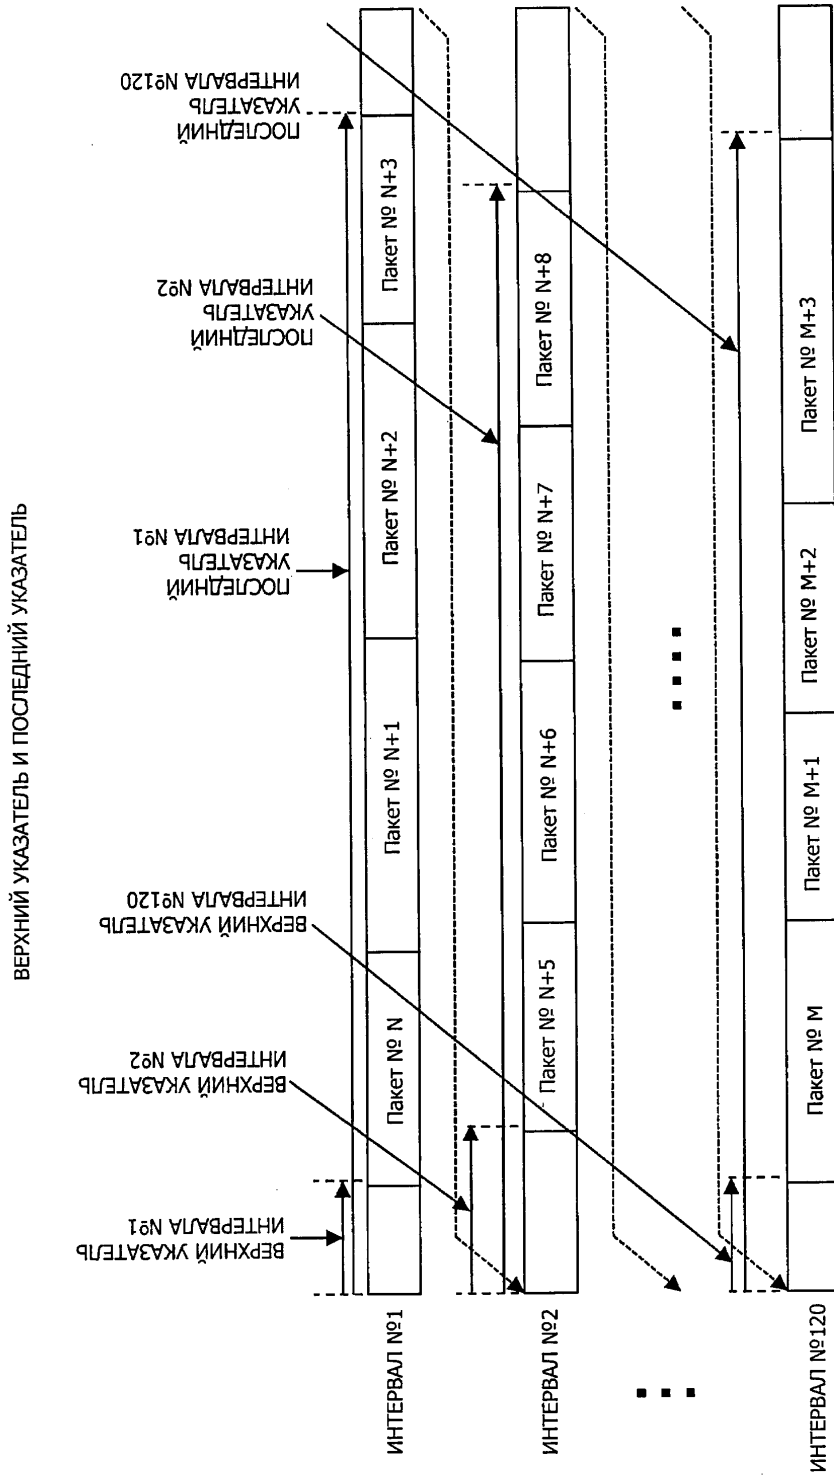 ВЕРХНИЙ УКАЗАТЕЛЬ И ПОСЛЕДНИЙ УКАЗАТЕЛЬ
ВЕРХНИЙ УКАЗАТЕЛЬ
ИНТЕРВАЛА №1
ВЕРХНИЙ УКАЗАТЕЛЬ
ИНТЕРВАЛА №2
ВЕРХНИЙ УКАЗАТЕЛЬ
ИНТЕРВАЛА №120
ПОСЛЕДНИЙ
УКАЗАТЕЛЬ
ИНТЕРВАЛА №1
ПОСЛЕДНИЙ
УКАЗАТЕЛЬ
ИНТЕРВАЛА №2
ПОСЛЕДНИЙ
УКАЗАТЕЛЬ
ИНТЕРВАЛА №120
ИНТЕРВАЛ №1
Пакет № N
Пакет № N+1
Пакет № N+2
Пакет № N+3
ИНТЕРВАЛ №2
Пакет № N+5
Пакет № N+6
Пакет № N+7
Пакет № N+8
ИНТЕРВАЛ №120
Пакет № M
Пакет № M+1
Пакет № M+2
Пакет № M+3